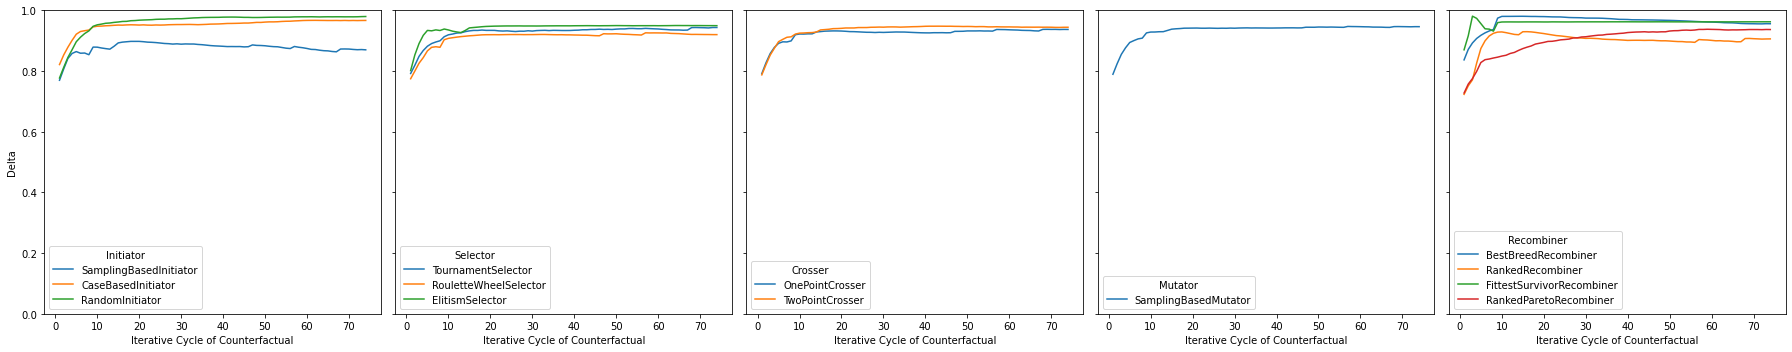 Delta
1.0
0.8
0.6
0.4
0.2
0.0
Initiator
SamplingBasedInitiator
CaseBasedInitiator
RandomInitiator
0 10 20 30 40 50 60 70
Iterative Cycle of Counterfactual
Selector
TournamentSelector
RouletteWheelSelector
ElitismSelector
0 10 20 30 40 50 60 70
Iterative Cycle of Counterfactual
Crosser
OnePointCrosser
TwoPointCrosser
0 10 20 30 40 50 60 70
Iterative Cycle of Counterfactual
Mutator
SamplingBasedMutator
0 10 20 30 40 50 60 70
Iterative Cycle of Counterfactual
Recombiner
BestBreedRecombiner
RankedRecombiner
FittestSurvivorRecombiner
RankedParetoRecombiner
0 10 20 30 40 50 60 70
Iterative Cycle of Counterfactual